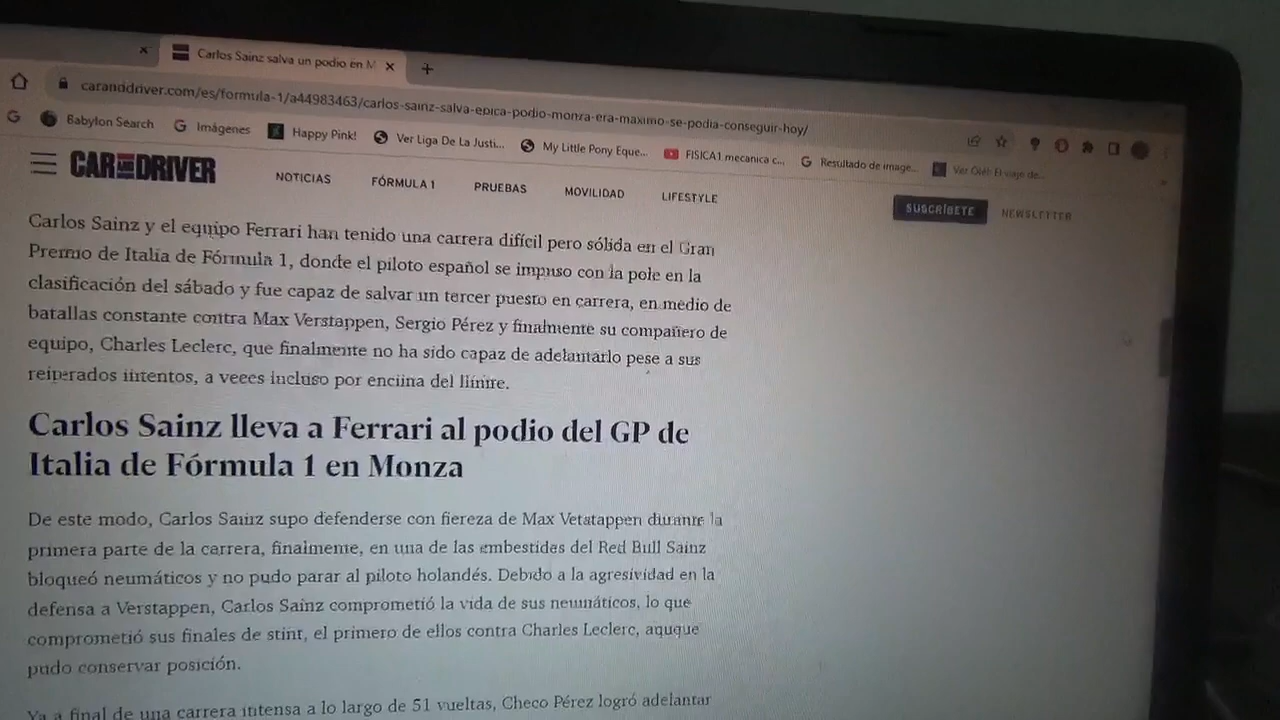 Carlos Sainz salva un podio en M
caranddriver.com/es/formula-1/a44983463/carlos-sainz-salva-epica-podio-monza-era-maximo-se-podia-conseguir-hoy/
Babylon Search Imágenes Happy Pink! Ver Liga De La Justi... My Little Pony Eque... FISICA1 mecanica c... Resultado de image... Ver Olé! El viaje de...
CAR AND DRIVER NOTICIAS FÓRMULA 1 PRUEBAS MOVILIDAD LIFESTYLE SUSCRÍBETE NEWSLETTER
Carlos Sainz y el equipo Ferrari han tenido una carrera difícil pero sólida en el Gran
Premio de Italia de Fórmula 1, donde el piloto español se impuso con la pole en la
clasificación del sábado y fue capaz de salvar un tercer puesto en carrera, en medio de
batallas constante contra Max Verstappen, Sergio Pérez y finalmente su compañero de
equipo, Charles Leclerc, que finalmente no ha sido capaz de adelantarlo pese a sus
reiterados intentos, a veces incluso por encima del límite.
Carlos Sainz lleva a Ferrari al podio del GP de
Italia de Fórmula 1 en Monza
De este modo, Carlos Sainz supo defenderse con fiereza de Max Vetstappen durante la
primera parte de la carrera, finalmente, en una de las embestides del Red Bull Sainz
bloqueó neumáticos y no pudo parar al piloto holandés. Debido a la agresividad en la
defensa a Verstappen, Carlos Sainz comprometió la vida de sus neumáticos, lo que
comprometió sus finales de stint, el primero de ellos contra Charles Leclerc, aunque
pudo conservar posición.
Ya a final de una carrera intensa a lo largo de 51 vueltas, Checo Pérez logró adelantar